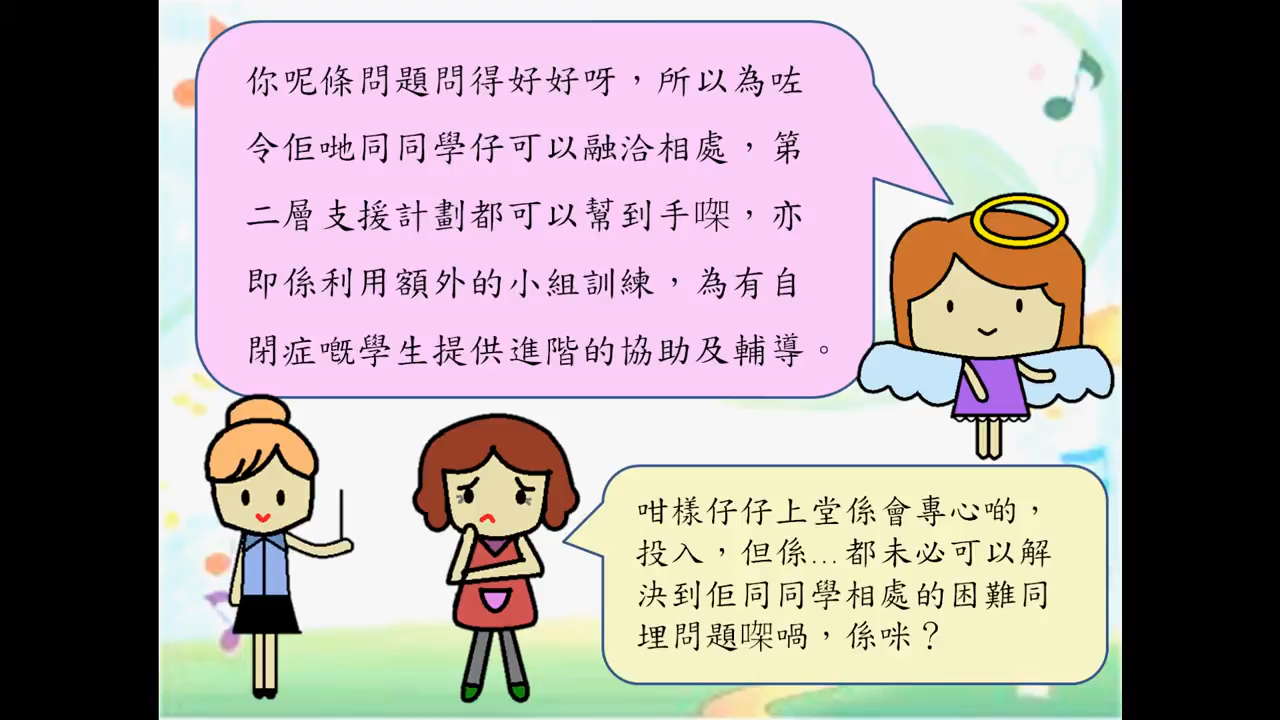 你呢條問題問得好好呀，所以為咗
令佢哋同同學仔可以融洽相處，第
二層支援計劃都可以幫到手㗎，亦
即係利用額外的小組訓練，為有自
閉症嘅學生提供進階的協助及輔導。
咁樣仔仔上堂係會專心啲，
投入，但係...都未必可以解
決到佢同同學相處的困難同
埋問題㗎喎，係咪？